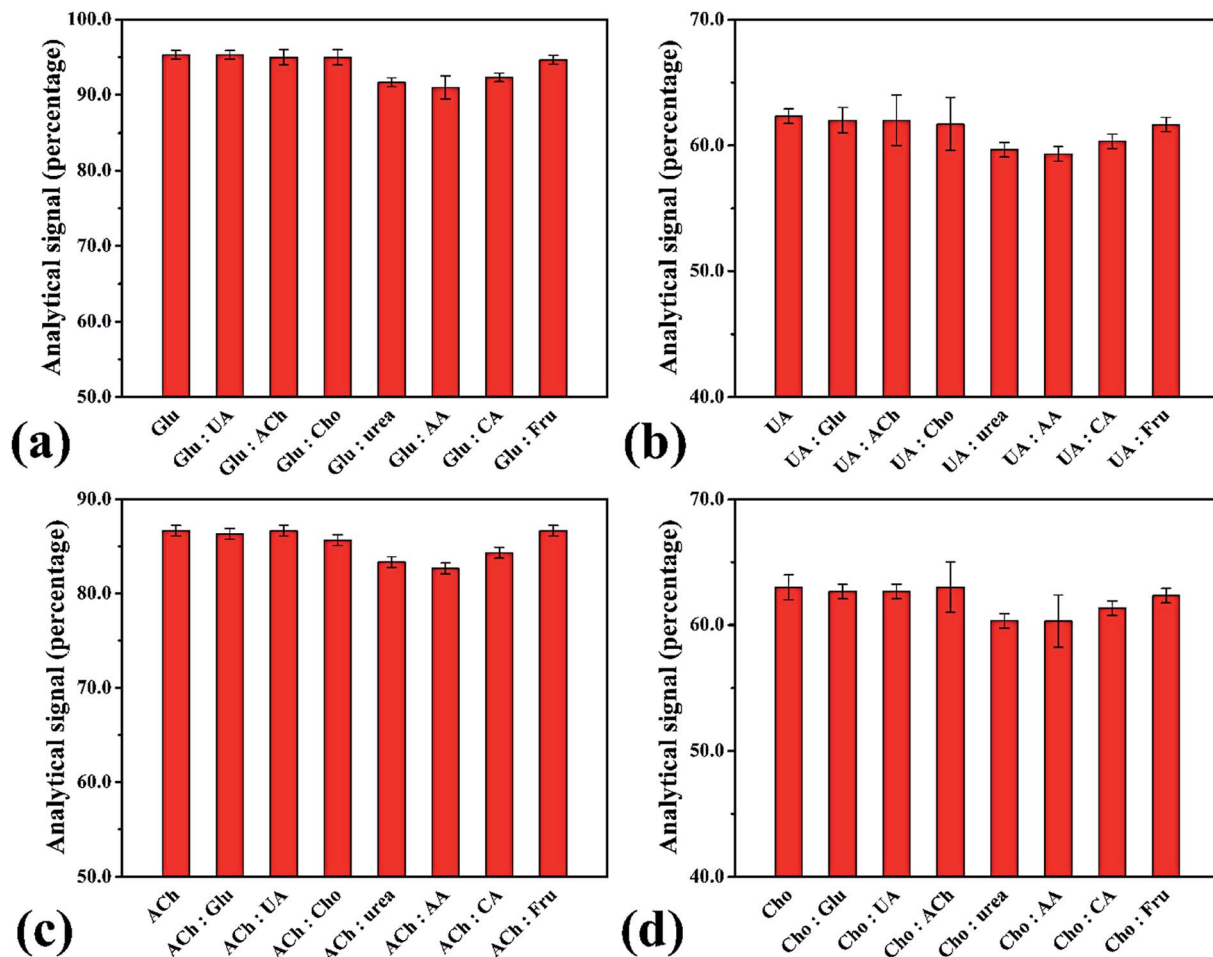 100.0
90.0
80.0
70.0
60.0
50.0
Analytical signal (percentage)
Glu
Glu : UA
Glu : ACh
Glu : Cho
Glu : urea
Glu : AA
Glu : CA
Glu : Fru
(a)
70.0
60.0
50.0
40.0
Analytical signal (percentage)
UA
UA : Glu
UA : ACh
UA : Cho
UA : urea
UA : AA
UA : CA
UA : Fru
(b)
90.0
80.0
70.0
60.0
50.0
Analytical signal (percentage)
ACh
ACh : Glu
ACh : UA
ACh : Cho
ACh : urea
ACh : AA
ACh : CA
ACh : Fru
(c)
70.0
60.0
50.0
40.0
Analytical signal (percentage)
Cho
Cho : Glu
Cho : UA
Cho : ACh
Cho : urea
Cho : AA
Cho : CA
Cho : Fru
(d)